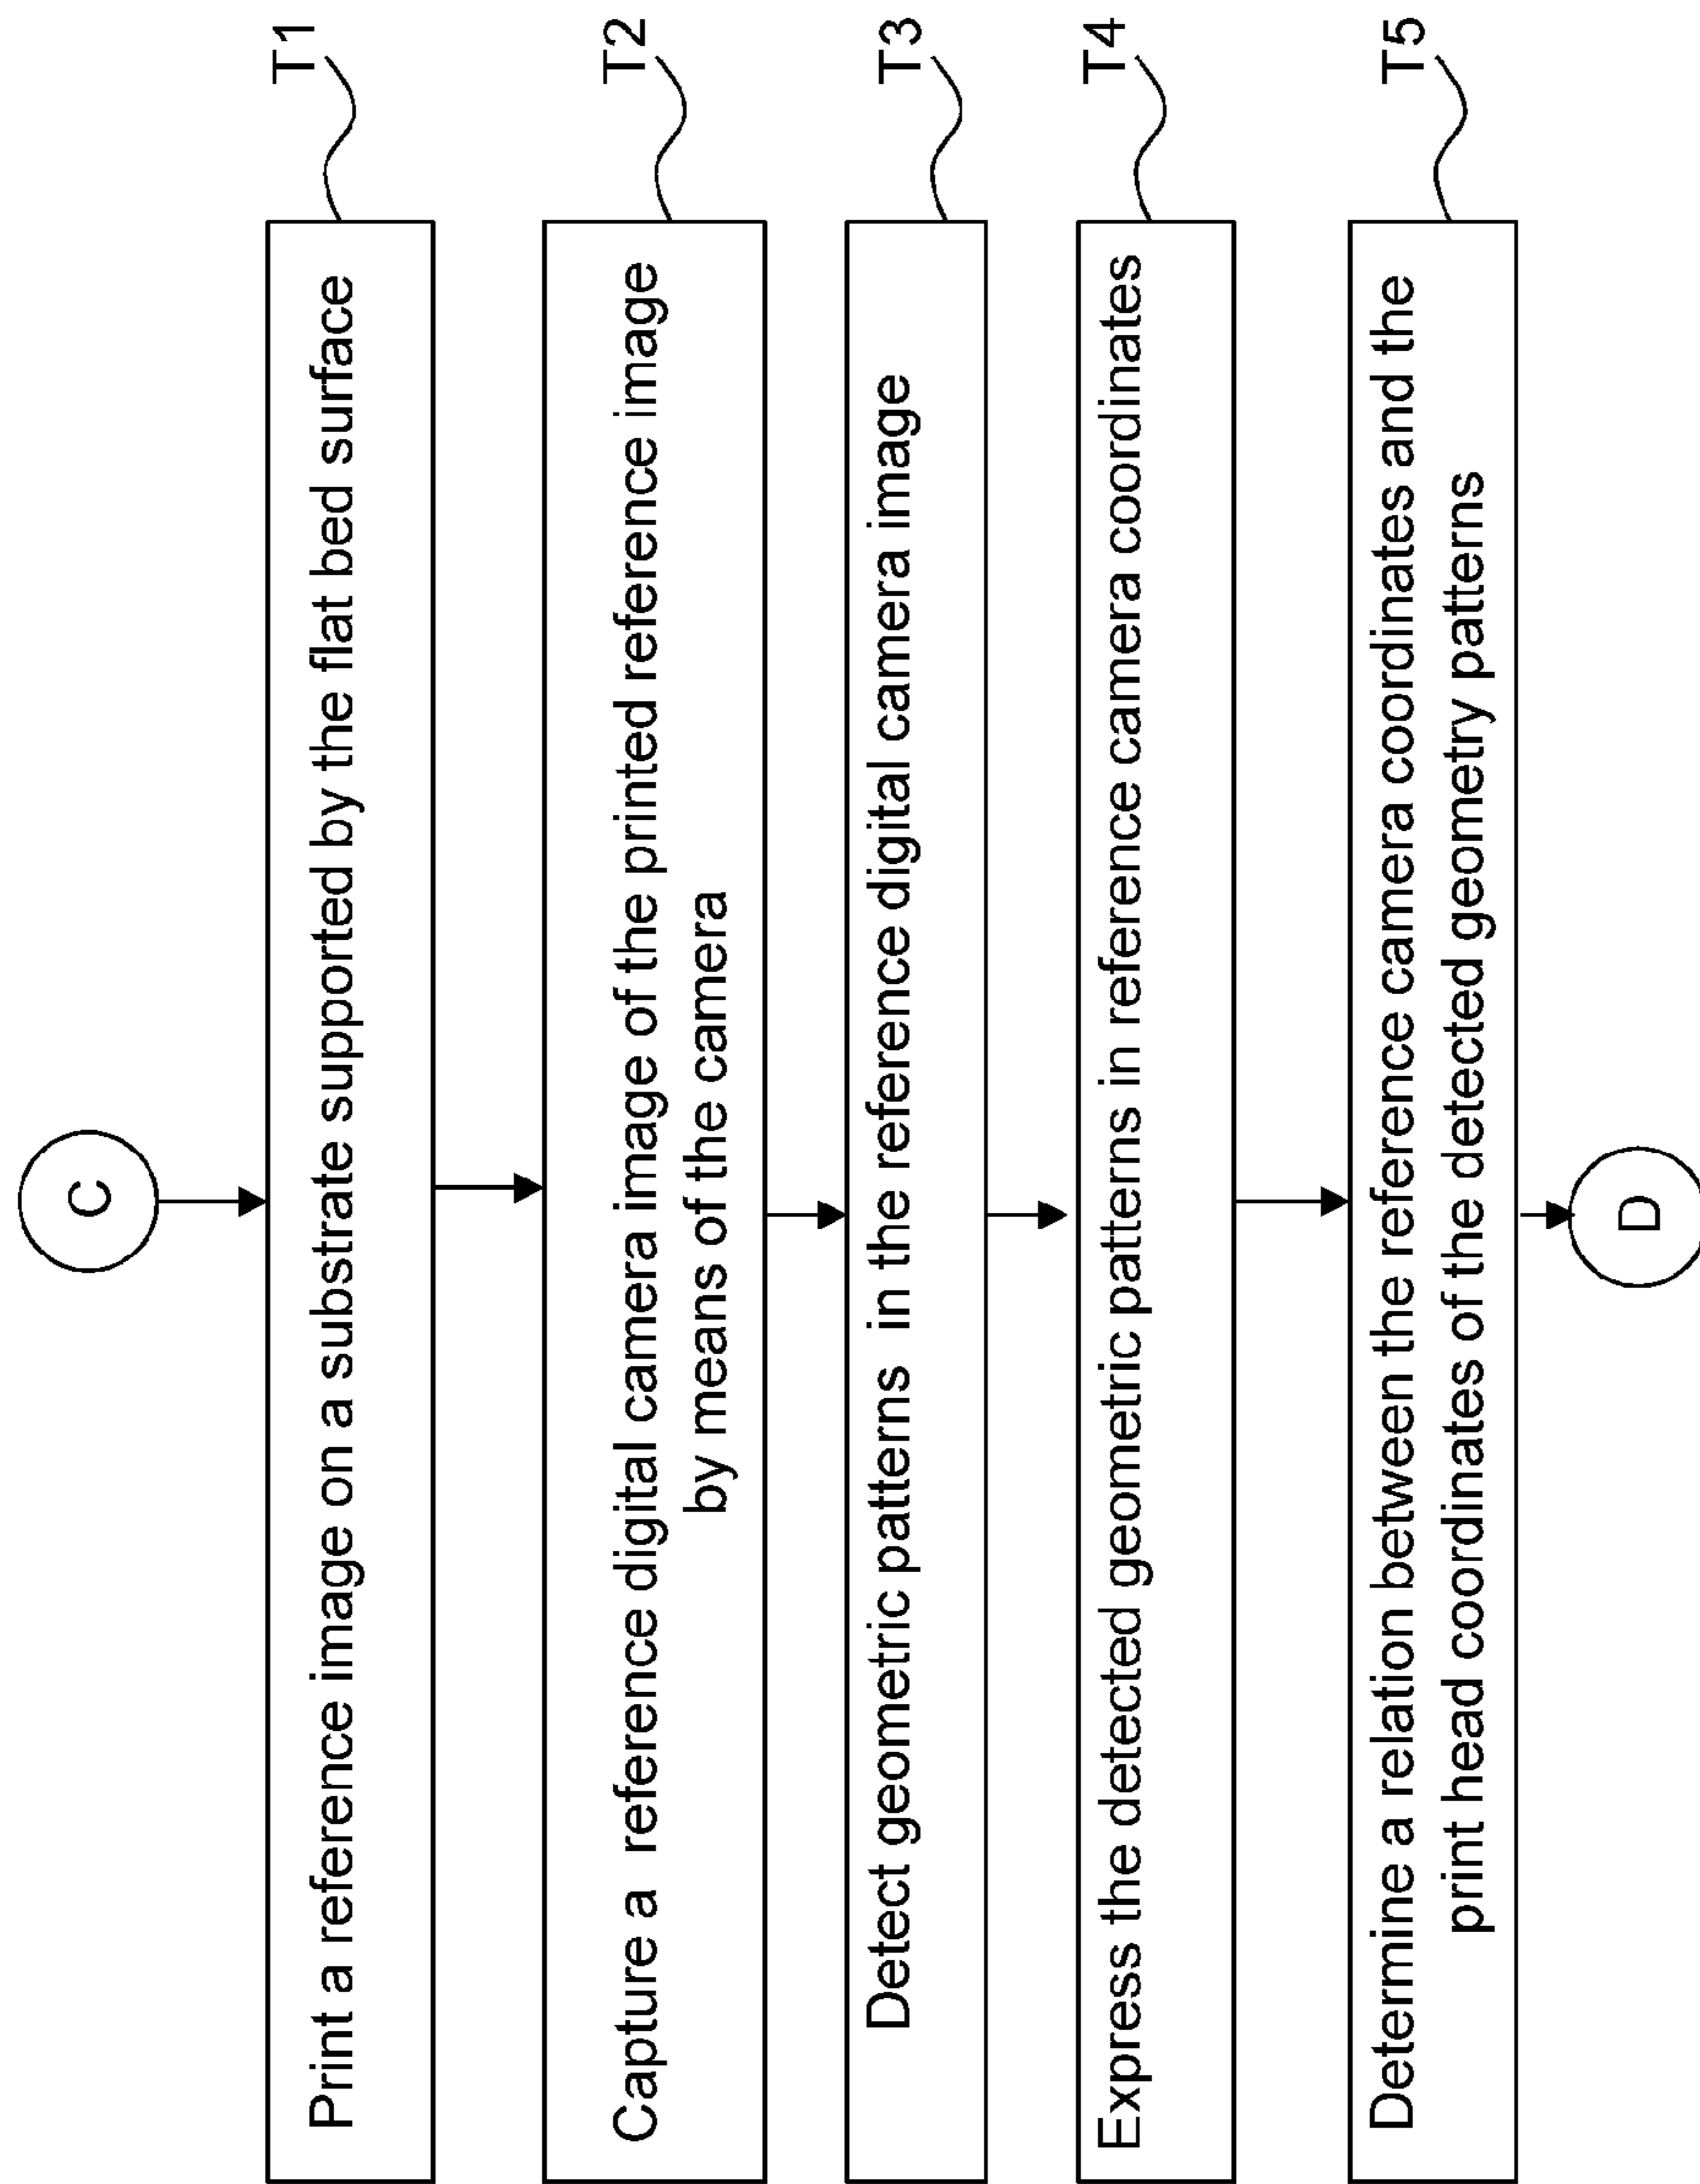 C
Print a reference image on a substrate supported by the flat bed surface
T1
Capture a reference digital camera image of the printed reference image
by means of the camera
T2
Detect geometric patterns in the reference digital camera image
T3
Express the detected geometric patterns in reference camera coordinates
T4
Determine a relation between the reference camera coordinates and the
print head coordinates of the detected geometry patterns
T5
D